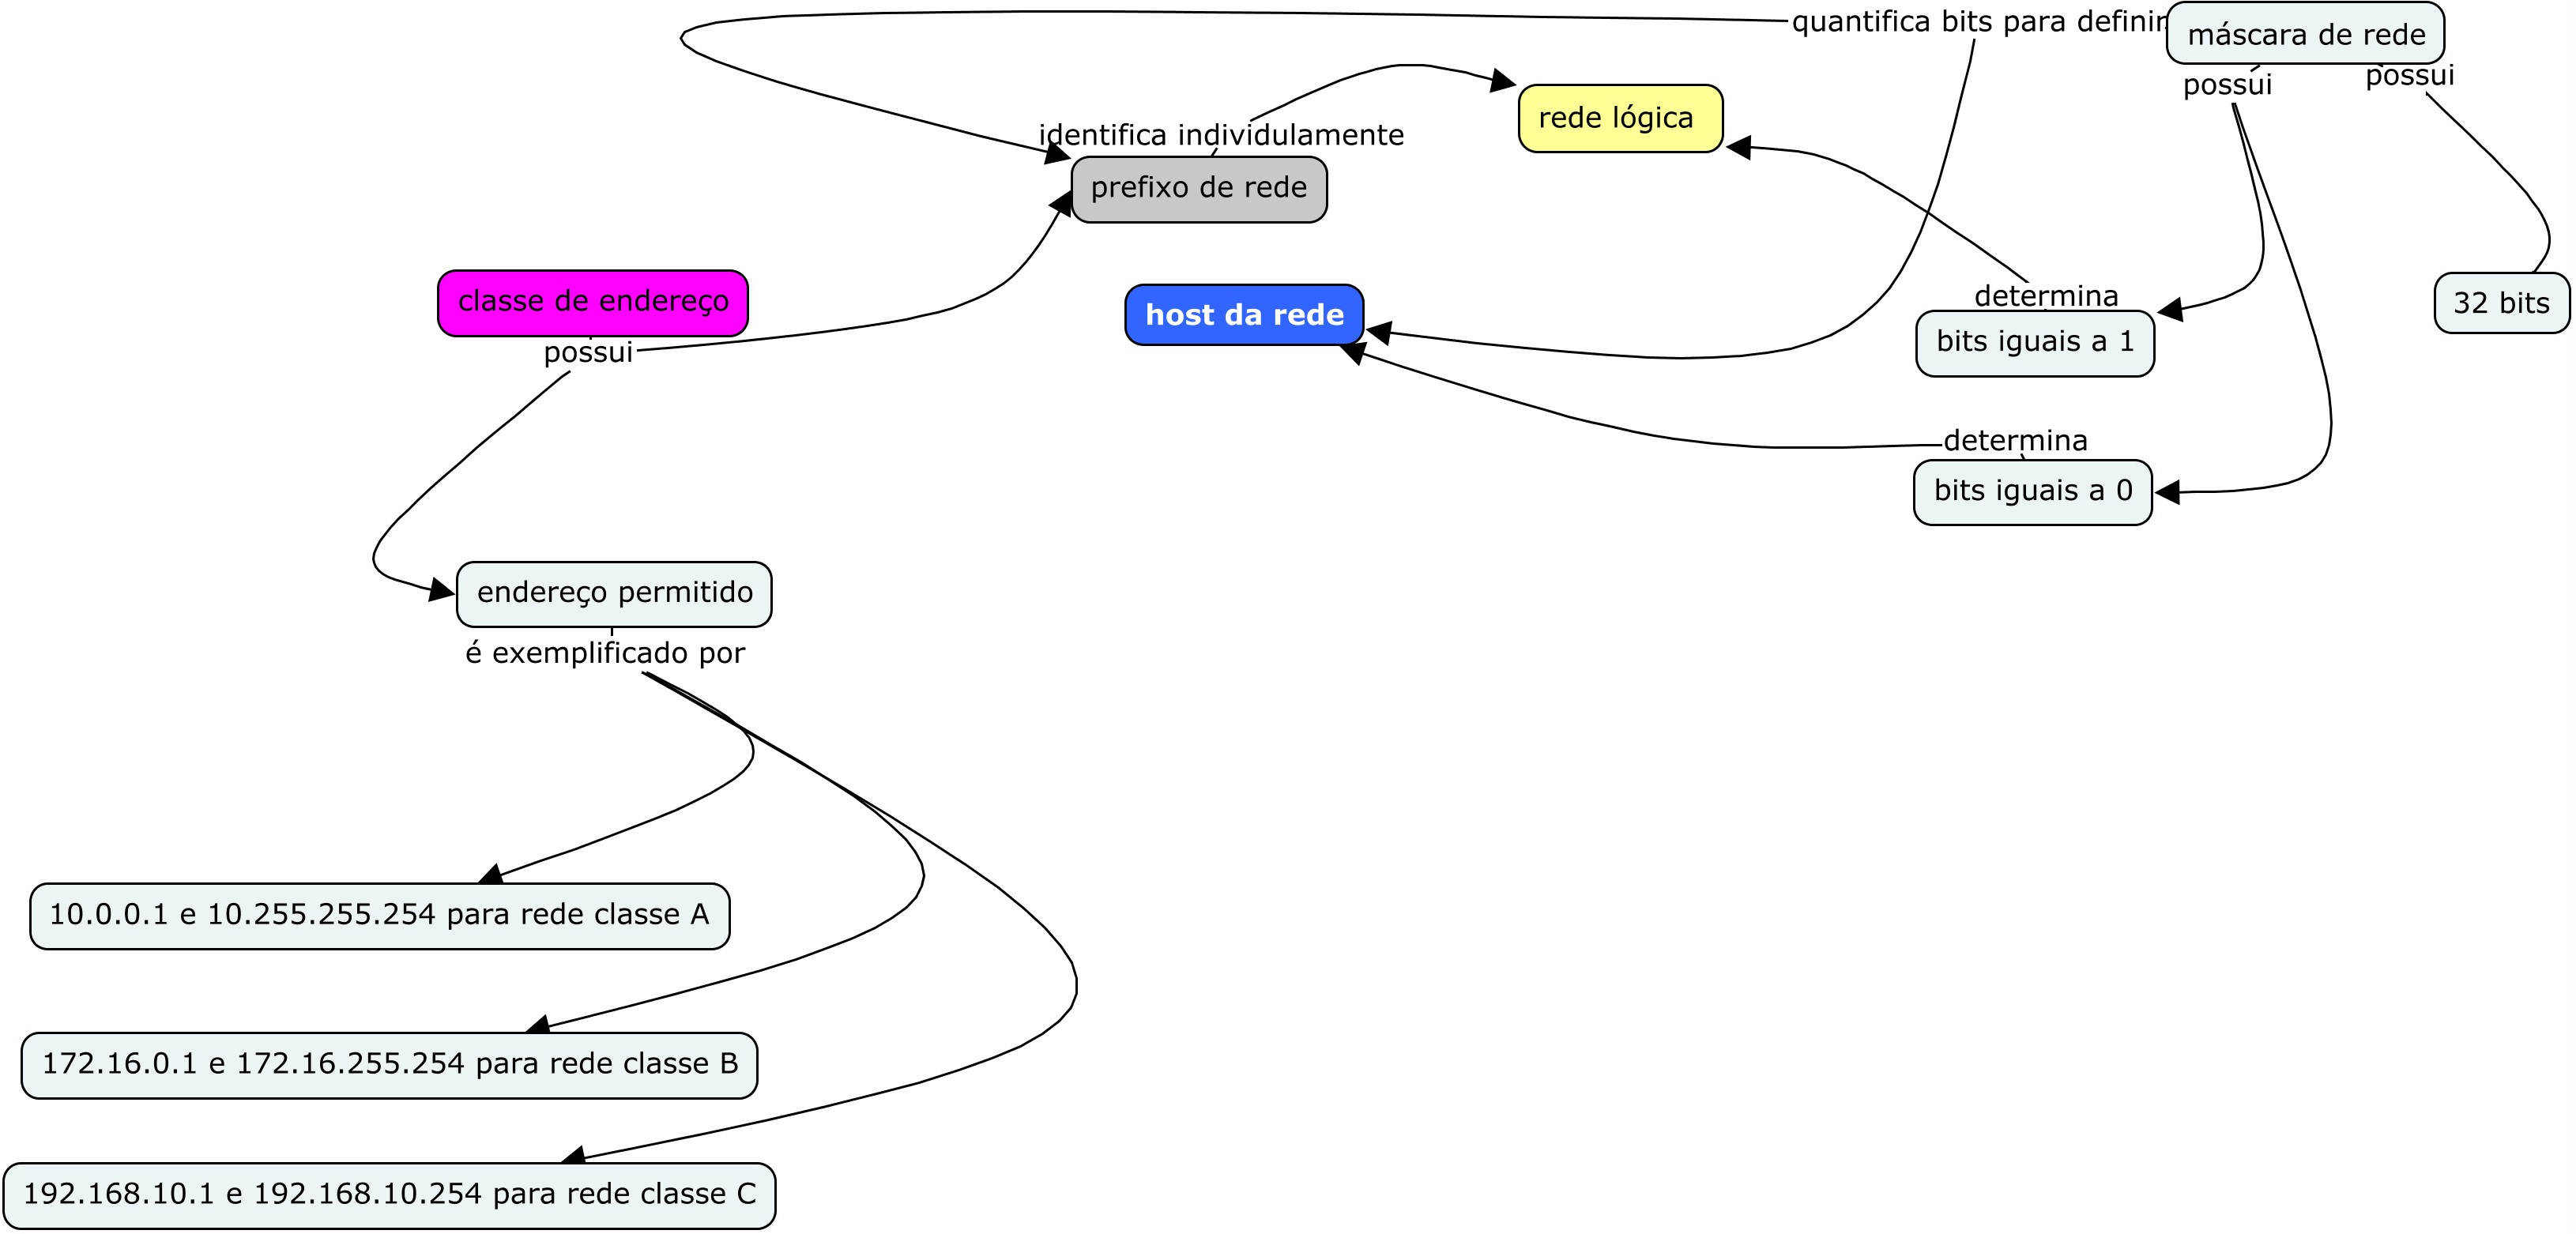 quantifica bits para definir
máscara de rede
possui
possui
rede lógica
identifica individulamente
prefixo de rede
classe de endereço
possui
host da rede
determina
bits iguais a 1
32 bits
determina
bits iguais a 0
endereço permitido
é exemplificado por
10.0.0.1 e 10.255.255.254 para rede classe A
172.16.0.1 e 172.16.255.254 para rede classe B
192.168.10.1 e 192.168.10.254 para rede classe C